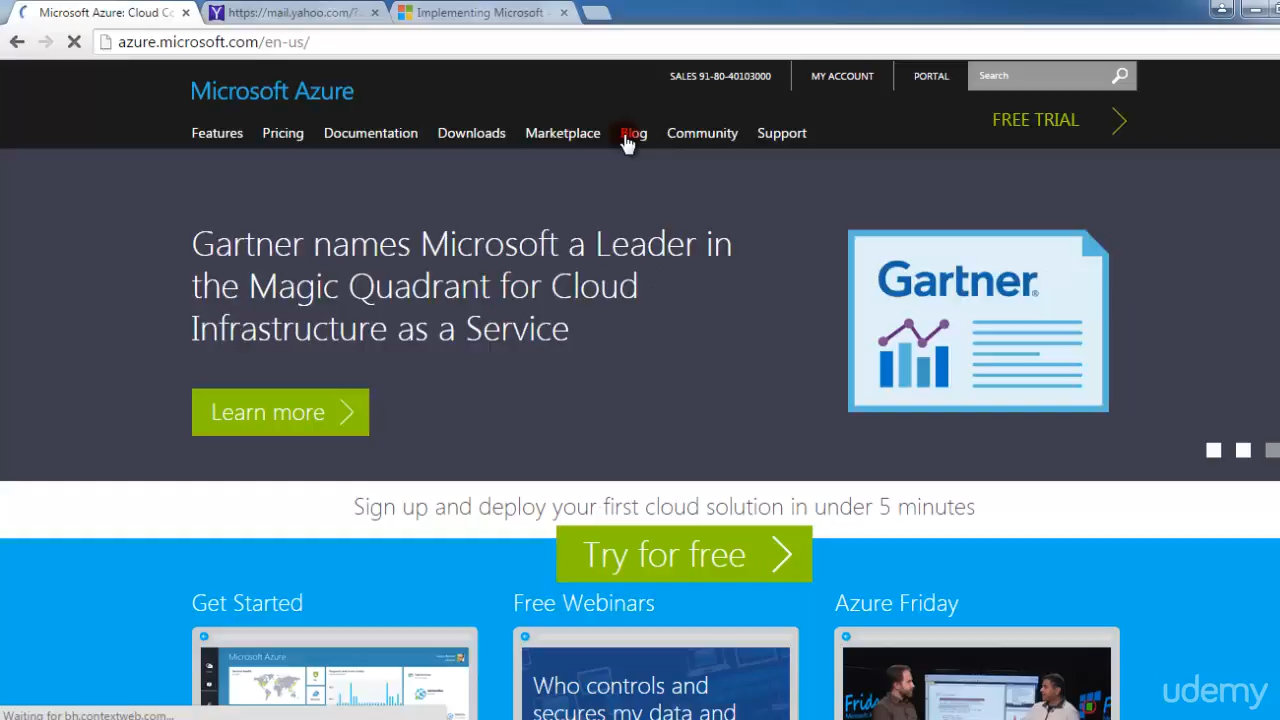 Microsoft Azure: Cloud Co
https://mail.yahoo.com/?.
Implementing Microsoft
azure.microsoft.com/en-us/
SALES 91-80-40103000
MY ACCOUNT
PORTAL
Search
Microsoft Azure
FREE TRIAL
Features
Pricing
Documentation
Downloads
Marketplace
Blog
Community
Support
Gartner names Microsoft a Leader in
the Magic Quadrant for Cloud
Infrastructure as a Service
Gartner
Learn more
Sign up and deploy your first cloud solution in under 5 minutes
Try for free
Get Started
Free Webinars
Azure Friday
Microsoft Azure
Who controls and
secures my data and
Waiting for bh.contextweb.com...
udemy